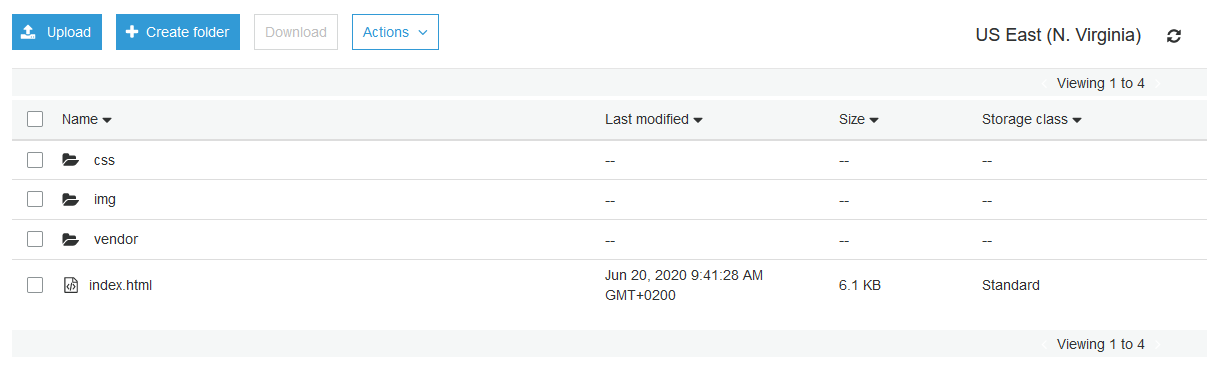 Upload Create folder Download Actions US East (N. Virginia)
Viewing 1 to 4
Name Last modified Size Storage class
css -- -- --
img -- -- --
vendor -- -- --
index.html Jun 20, 2020 9:41:28 AM 6.1 KB Standard
GMT+0200
Viewing 1 to 4